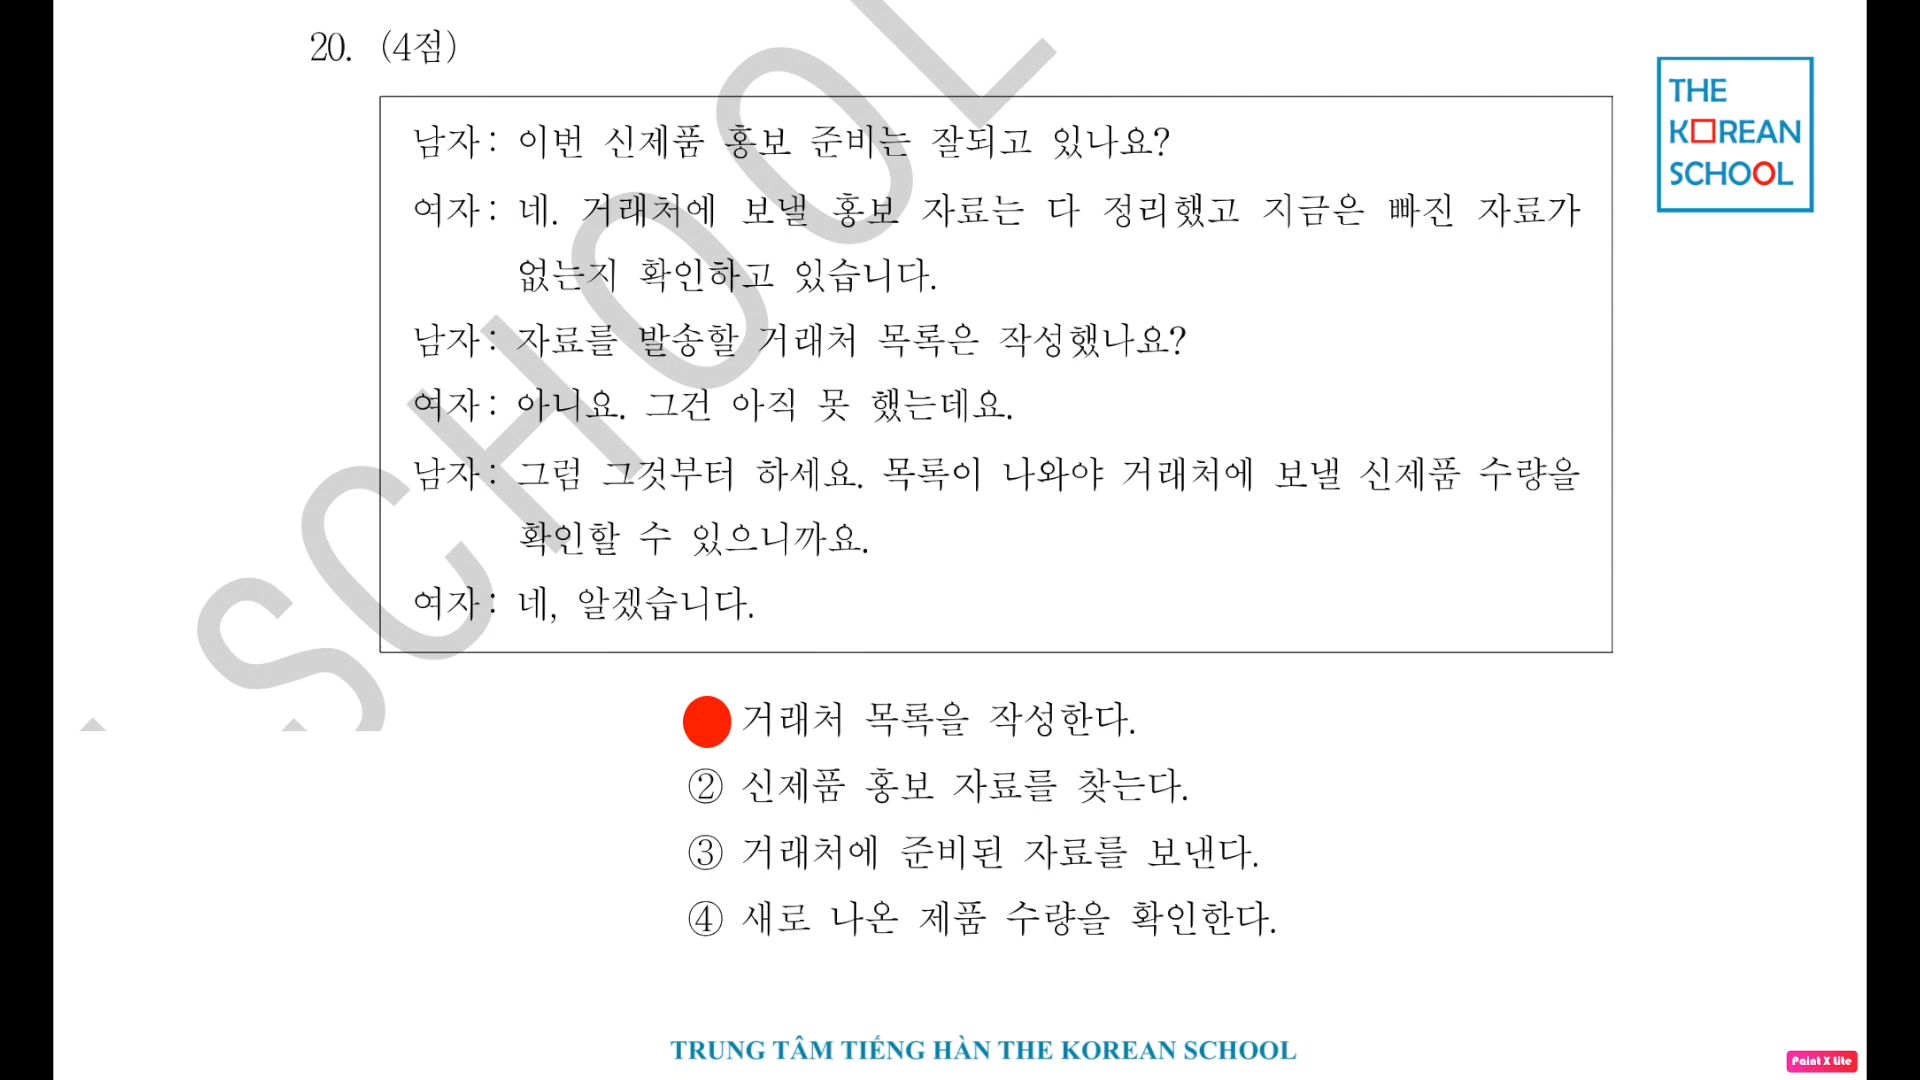 20. (4점)
THE
KOREAN
SCHOOL
남자: 이번 신제품 홍보 준비는 잘되고 있나요?
여자: 네. 거래처에 보낼 홍보 자료는 다 정리했고 지금은 빠진 자료가
없는지 확인하고 있습니다.
남자: 자료를 발송할 거래처 목록은 작성했나요?
여자: 아니요. 그건 아직 못 했는데요.
남자: 그럼 그것부터 하세요. 목록이 나와야 거래처에 보낼 신제품 수량을
확인할 수 있으니까요.
여자: 네, 알겠습니다.
SCHOOL
거래처 목록을 작성한다.
② 신제품 홍보 자료를 찾는다.
③ 거래처에 준비된 자료를 보낸다.
④ 새로 나온 제품 수량을 확인한다.
TRUNG TÂM TIẾNG HÀN THE KOREAN SCHOOL
Paint X Lite